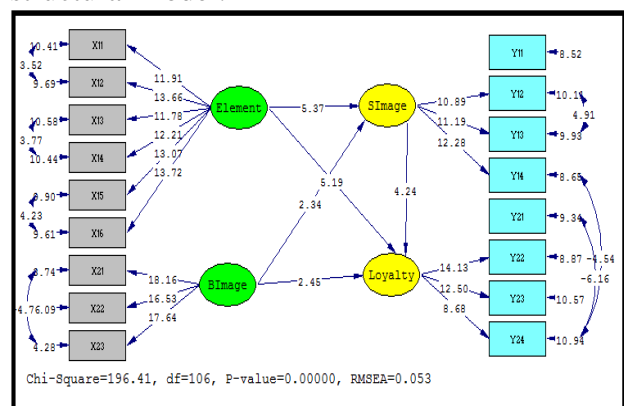 10.41 X11 8.52
3.52 11.91 Y11
9.69 X12 13.66 Element 5.37 SImage 10.89 Y12 10.11
10.58 X13 11.78 11.19 4.91
3.77 12.21 12.28 Y13 9.93
10.44 X14 13.07
13.72 Y14 8.65
9.90 X15 5.19 4.24
4.23 2.34 Y21 9.34
9.61 X16 -4.54
14.13 Y22 8.87
8.74 X21 18.16 BImage 2.45 Loyalty 12.50 -6.16
16.53 8.68 Y23 10.57
X22 17.64
4.28 X23 Y24 10.94
Chi-Square=196.41, df=106, P-value=0.00000, RMSEA=0.053